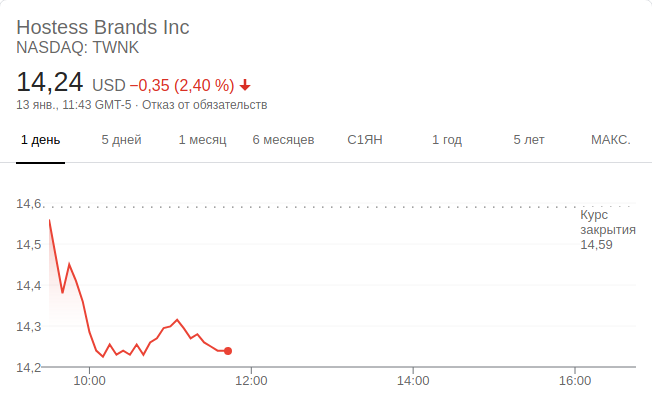 Hostess Brands Inc
NASDAQ: TWNK
14,24 USD −0,35 (2,40 %)
13 янв., 11:43 GMT-5 · Отказ от обязательств
1 день 5 дней 1 месяц 6 месяцев С1ЯН 1 год 5 лет МАКС.
14,6
Курс
закрытия
14,59
14,5
14,4
14,3
14,2
10:00 12:00 14:00 16:00